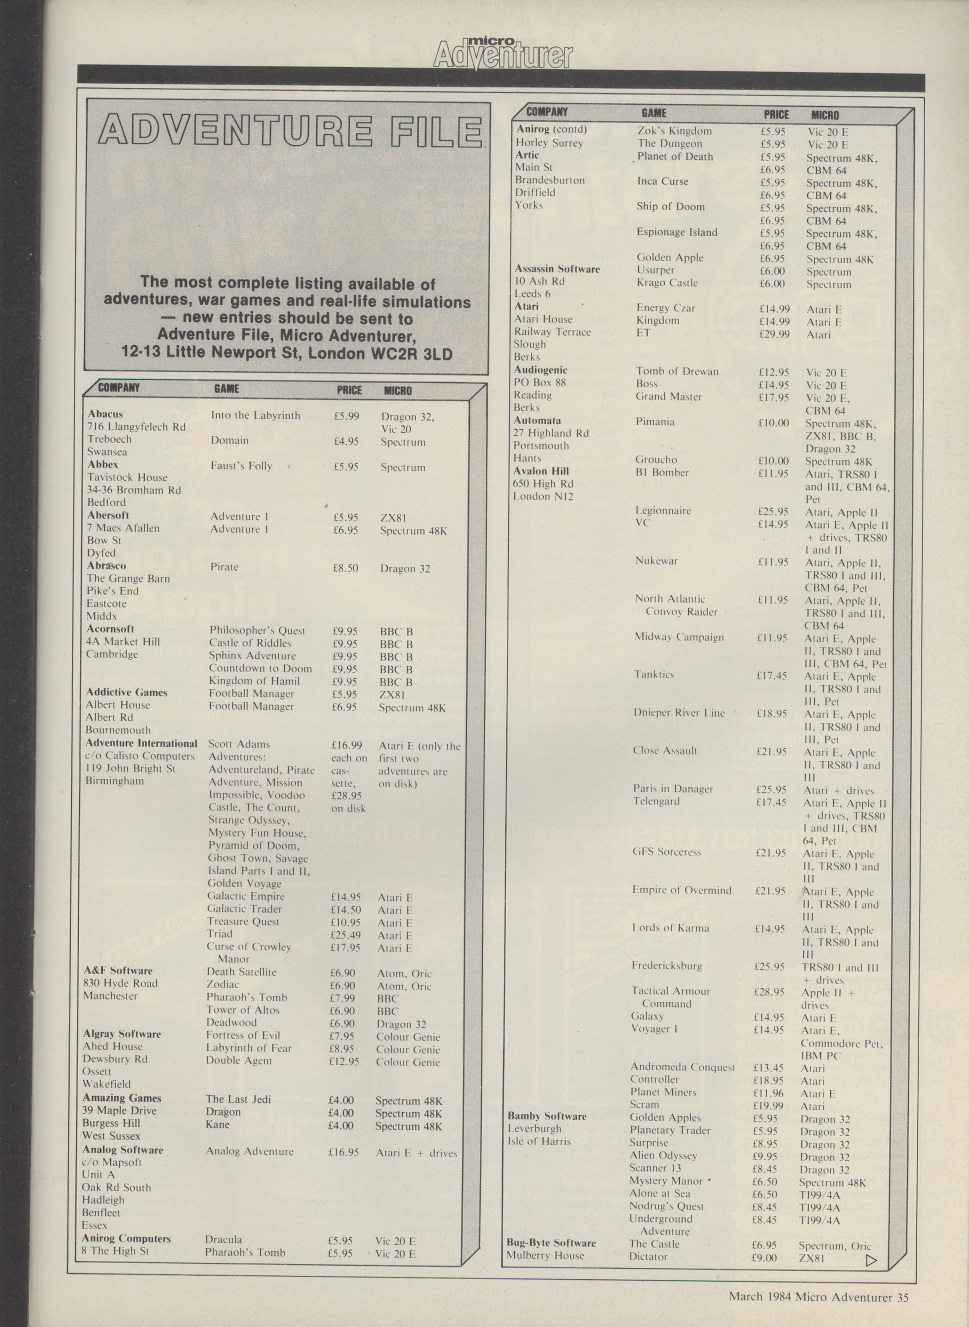 micro
Adventurer
ADVENTURE FILE
The most complete listing available of
adventures, war games and real-life simulations
— new entries should be sent to
Adventure File, Micro Adventurer,
12-13 Little Newport St, London WC2R 3LD
COMPANY GAME PRICE MICRO
Abacus Into the Labyrinth £5.99 Dragon 32,
716 Llangyfelech Rd Vic 20
Treboech Domain £4.95 Spectrum
Swansea
Abbex Faust's Folly £5.95 Spectrum
Tavistock House
34-36 Bromham Rd
Bedford
Abersoft Adventure 1 £5.95 ZX81
7 Maes Afallen Adventure 1 £6.95 Spectrum 48K
Bow St
Dyfed
Abrasco Pirate £8.50 Dragon 32
The Grange Barn
Pike's End
Eastcote
Middx
Acornsoft Philosopher's Quest £9.95 BBC B
4A Market Hill Castle of Riddles £9.95 BBC B
Cambridge Sphinx Adventure £9.95 BBC B
Countdown to Doom £9.95 BBC B
Kingdom of Hamil £9.95 BBC B
Addictive Games Football Manager £5.95 ZX81
Albert House Football Manager £6.95 Spectrum 48K
Albert Rd
Bournemouth
Adventure International Scott Adams £16.99 Atari E (only the
c/o Calisto Computers Adventures: each on first two
119 John Bright St Adventureland, Pirate cas- adventures are
Birmingham Adventure, Mission sette, on disk)
Impossible, Voodoo £28.95
Castle, The Count, on disk
Strange Odyssey,
Mystery Fun House,
Pyramid of Doom,
Ghost Town, Savage
Island Parts I and II,
Golden Voyage
Galactic Empire £14.95 Atari E
Galactic Trader £14.50 Atari E
Treasure Quest £10.95 Atari E
Triad £25.49 Atari E
Curse of Crowley £17.95 Atari E
Manor
A&F Software Death Satellite £6.90 Atom, Oric
830 Hyde Road Zodiac £6.90 Atom, Oric
Manchester Pharaoh's Tomb £7.99 BBC
Tower of Altos £6.90 BBC
Deadwood £6.90 Dragon 32
Algray Software Fortress of Evil £7.95 Colour Genie
Ahed House Labyrinth of Fear £8.95 Colour Genie
Dewsbury Rd Double Agent £12.95 Colour Genie
Ossett
Wakefield
Amazing Games The Last Jedi £4.00 Spectrum 48K
39 Maple Drive Dragon £4.00 Spectrum 48K
Burgess Hill Kane £4.00 Spectrum 48K
West Sussex
Analog Software Analog Adventure £16.95 Atari E + drives
c/o Mapsoft
Unit A
Oak Rd South
Hadleigh
Benfleet
Essex
Anirog Computers Dracula £5.95 Vic 20 E
8 The High St Pharaoh's Tomb £5.95 Vic 20 E
COMPANY GAME PRICE MICRO
Anirog (contd) Zok's Kingdom £5.95 Vic 20 E
Horley Surrey The Dungeon £5.95 Vic 20 E
Artic Planet of Death £5.95 Spectrum 48K,
Main St £6.95 CBM 64
Brandesburton Inca Curse £5.95 Spectrum 48K,
Driffield £6.95 CBM 64
Yorks Ship of Doom £5.95 Spectrum 48K,
£6.95 CBM 64
Espionage Island £5.95 Spectrum 48K,
£6.95 CBM 64
Golden Apple £6.95 Spectrum 48K
Assassin Software Usurper £6.00 Spectrum
10 Ash Rd Krago Castle £6.00 Spectrum
Leeds 6
Atari Energy Czar £14.99 Atari E
Atari House Kingdom £14.99 Atari E
Railway Terrace ET £29.99 Atari
Slough
Berks
Audiogenic Tomb of Drewan £12.95 Vic 20 E
PO Box 88 Boss £14.95 Vic 20 E
Reading Grand Master £17.95 Vic 20 E,
Berks CBM 64
Automata Pimania £10.00 Spectrum 48K,
27 Highland Rd ZX81, BBC B,
Portsmouth Dragon 32
Hants Groucho £10.00 Spectrum 48K
Avalon Hill B1 Bomber £11.95 Atari, TRS80 I
650 High Rd and III, CBM 64,
London N12 Pet
Legionnaire £25.95 Atari, Apple II
VC £14.95 Atari E, Apple II
+ drives, TRS80
I and II
Nukewar £11.95 Atari, Apple II,
TRS80 I and III,
CBM 64, Pet
North Atlantic £11.95 Atari, Apple II,
Convoy Raider TRS80 I and III,
CBM 64
Midway Campaign £11.95 Atari E, Apple
II, TRS80 I and
III, CBM 64, Pet
Tanktics £17.45 Atari E, Apple
II, TRS80 I and
III, Pet
Dnieper River Line £18.95 Atari E, Apple
II, TRS80 I and
III, Pet
Close Assault £21.95 Atari E, Apple
II, TRS80 I and
III
Paris in Danager £25.95 Atari + drives
Telengard £17.45 Atari E, Apple II
+ drives, TRS80
I and III, CBM
64, Pet
GFS Sorceress £21.95 Atari E, Apple
II, TRS80 I and
III
Empire of Overmind £21.95 Atari E, Apple
II, TRS80 I and
III
Lords of Karma £14.95 Atari E, Apple
II, TRS80 I and
III
Fredericksburg £25.95 TRS80 I and III
+ drives
Tactical Armour £28.95 Apple II +
Command drives
Galaxy £14.95 Atari E
Voyager I £14.95 Atari E,
Commodore Pet,
IBM PC
Andromeda Conquest £13.45 Atari
Controller £18.95 Atari
Planet Miners £11.96 Atari E
Scram £19.99 Atari
Bamby Software Golden Apples £5.95 Dragon 32
Leverburgh Planetary Trader £5.95 Dragon 32
Isle of Harris Surprise £8.95 Dragon 32
Alien Odyssey £9.95 Dragon 32
Scanner 13 £8.45 Dragon 32
Mystery Manor £6.50 Spectrum 48K
Alone at Sea £6.50 TI99/4A
Nodrug's Quest £8.45 TI99/4A
Underground £8.45 TI99/4A
Adventure
Bug-Byte Software The Castle £6.95 Spectrum, Oric
Mulberry House Dictator £9.00 ZX81
March 1984 Micro Adventurer 35